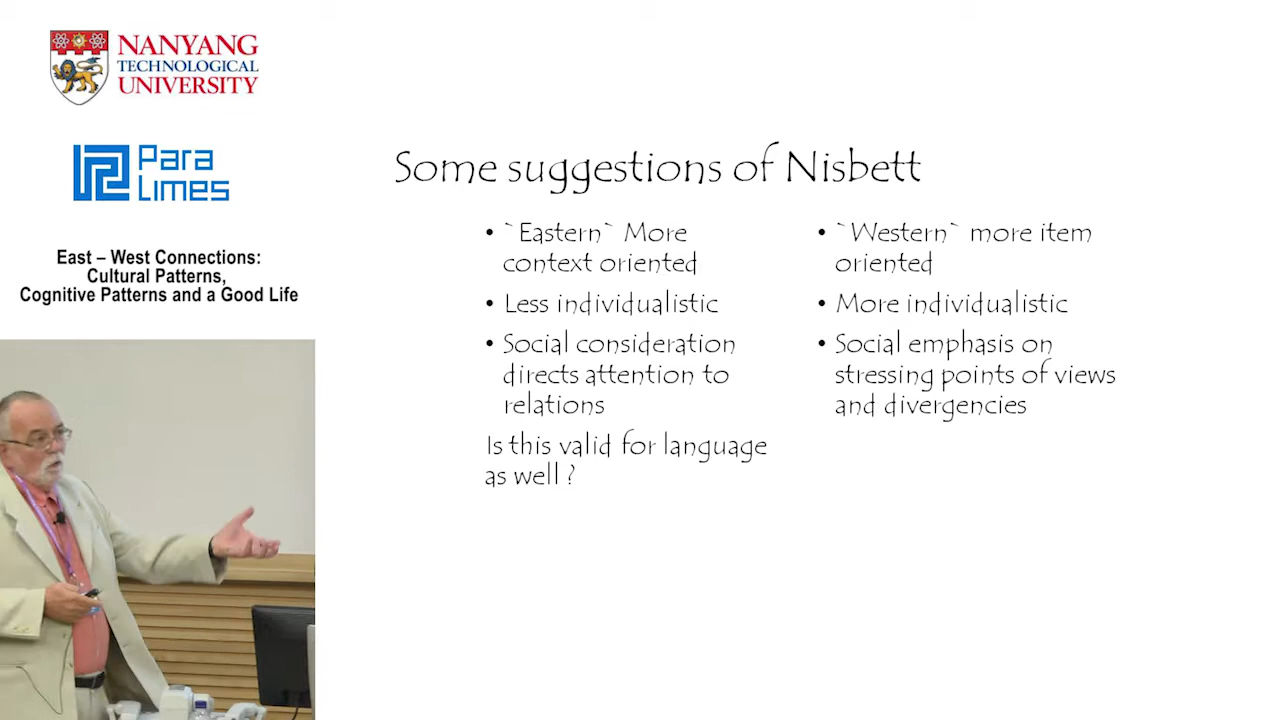 NANYANG
TECHNOLOGICAL
UNIVERSITY
Para
Limes
East – West Connections:
Cultural Patterns,
Cognitive Patterns and a Good Life
Some suggestions of Nisbett
• `Eastern` More
context oriented
• Less individualistic
• Social consideration
directs attention to
relations
Is this valid for language
as well ?
• `Western` more item
oriented
• More individualistic
• Social emphasis on
stressing points of views
and divergencies